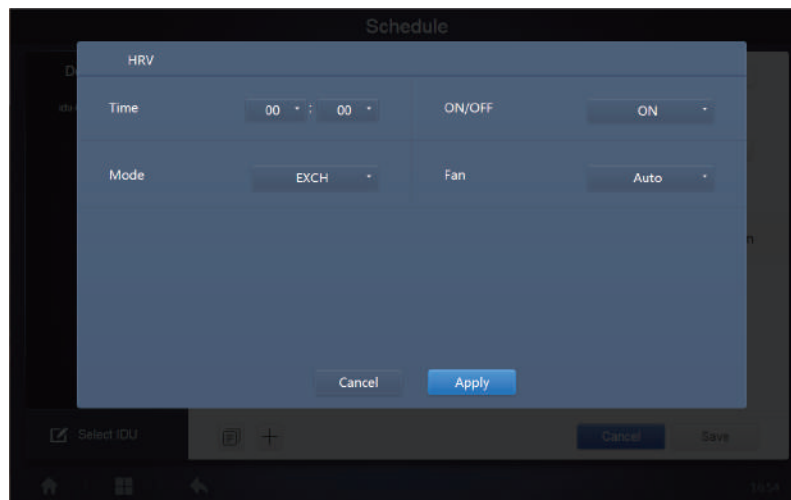 Schedule
HRV
Time 00 : 00 ON/OFF ON
Mode EXCH Fan Auto
Cancel Apply
Select IDU Cancel Save